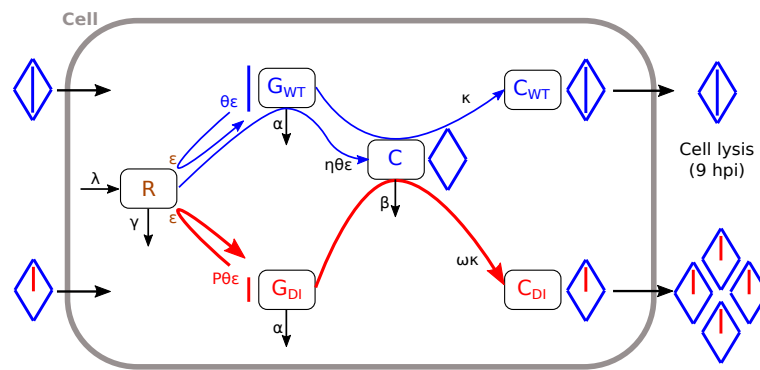 Cell
G_WT
θε
κ
C_WT
α
ε
C
ηθε
Cell lysis
(9 hpi)
λ
R
β
γ
ε
Pθε
G_DI
ωκ
C_DI
α